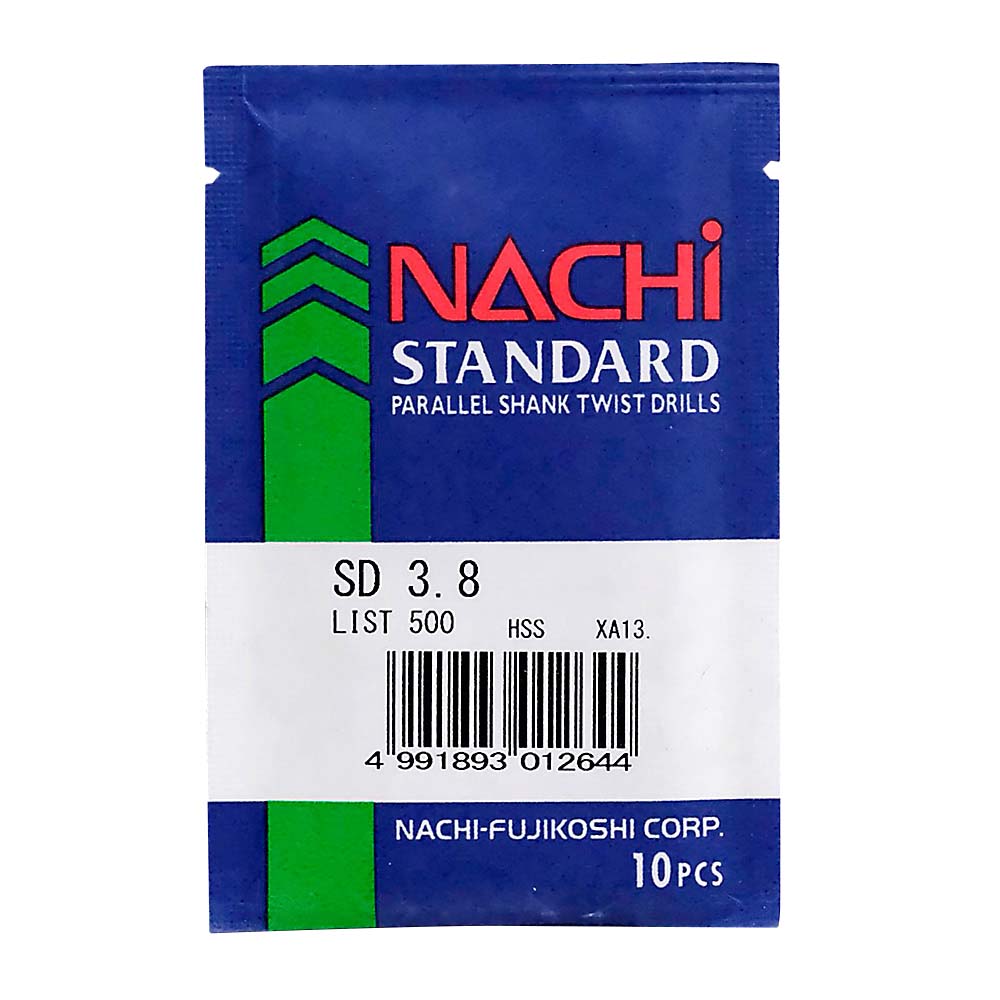 NACHi
STANDARD
PARALLEL SHANK TWIST DRILLS
SD 3.8
LIST 500 HSS XA13.
4 991893 012644
NACHI-FUJIKOSHI CORP.
10PCS